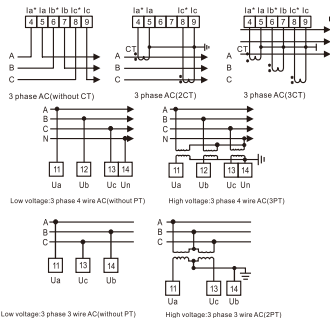 Ia* Ia Ib* Ib Ic* Ic
4 5 6 7 8 9
A
B
C
3 phase AC(without CT)
Ia* Ia Ic* Ic
4 5 8 9
CT
A
B
C
3 phase AC(2CT)
Ia* Ia Ib* Ib Ic* Ic
4 5 6 7 8 9
CT
3 phase AC(3CT)
A
B
C
N
11 12 13 14
Ua Ub Uc Un
Low voltage:3 phase 4 wire AC(without PT)
A
B
C
N
11 12 13 14
Ua Ub Uc Un
High voltage:3 phase 4 wire AC(3PT)
A
B
C
11 13 14
Ua Uc Ub
Low voltage:3 phase 3 wire AC(without PT)
A
B
C
11 13 14
Ua Uc Ub
High voltage:3 phase 3 wire AC(2PT)